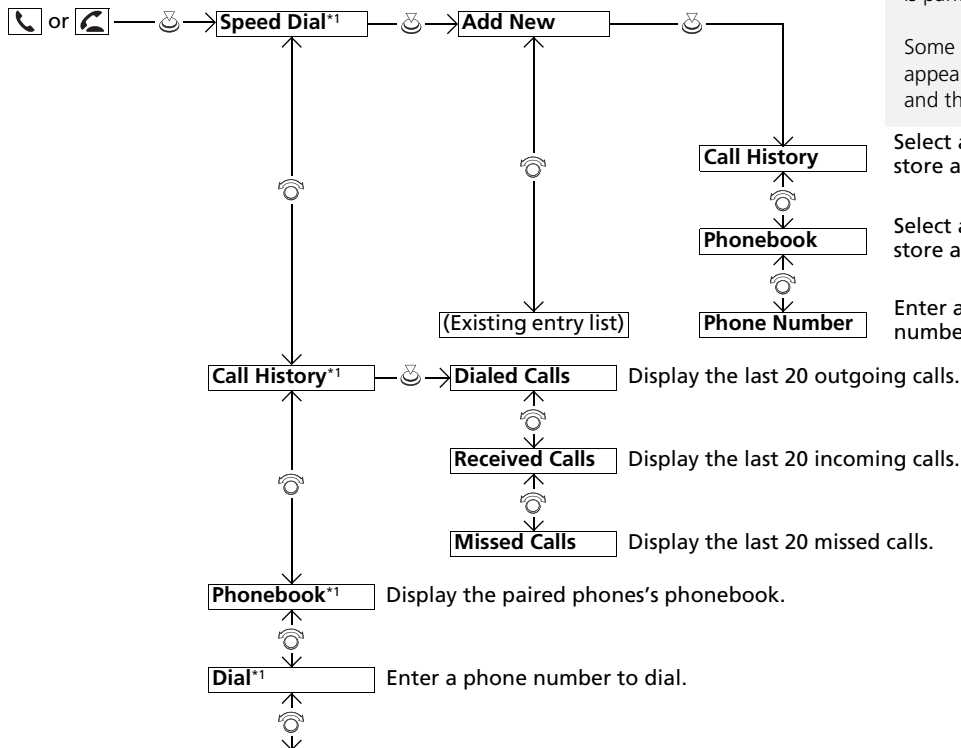 or
Speed Dial*1
Add New
Some
and th
Call History
Select a
store a
Phonebook
Select a
store a
(Existing entry list)
Phone Number
Enter a
numbe
Call History*1
Dialed Calls
Display the last 20 outgoing calls.
Received Calls
Display the last 20 incoming calls.
Missed Calls
Display the last 20 missed calls.
Phonebook*1
Display the paired phones's phonebook.
Dial*1
Enter a phone number to dial.